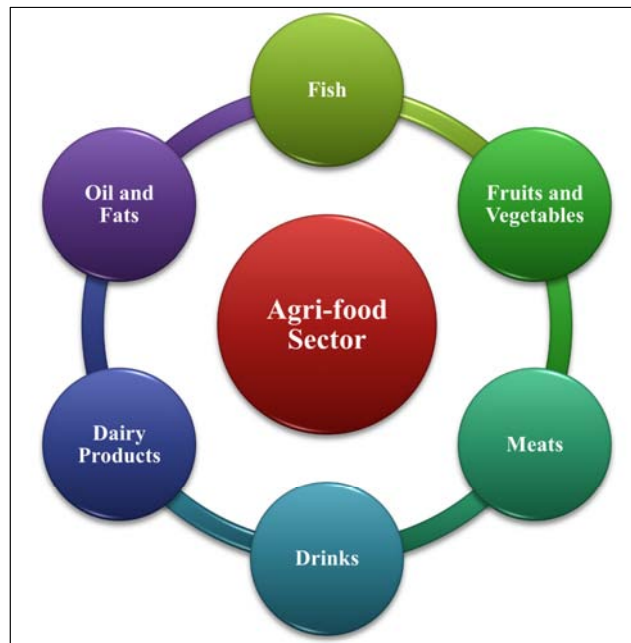 Fish
Fruits and
Vegetables
Meats
Drinks
Dairy
Products
Oil and
Fats
Agri-food
Sector